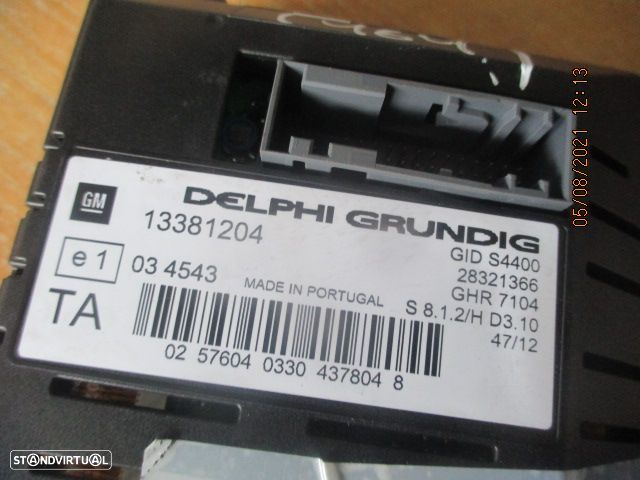 05/08/2021 12:13
GM
DELPHI GRUNDIG
13381204
GID S4400
28321366
GHR 7104
e1
03 4543
MADE IN PORTUGAL
S 8.1.2/H D3.10
47/12
TA
02 57604 0330 437804 8
STANDVIRTUAL